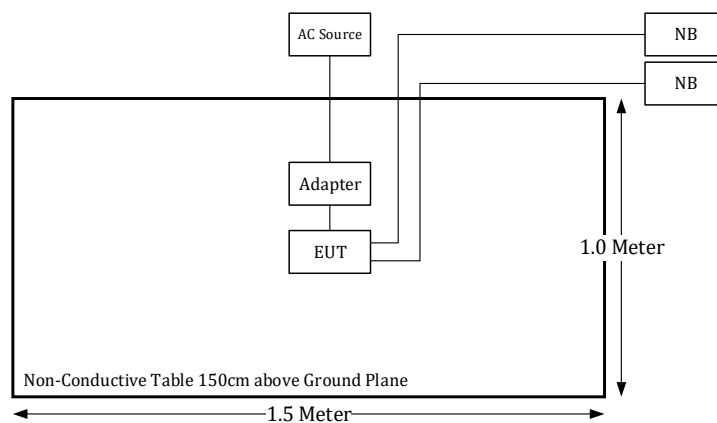 AC Source
NB
NB
Adapter
EUT
1.0 Meter
Non-Conductive Table 150cm above Ground Plane
1.5 Meter